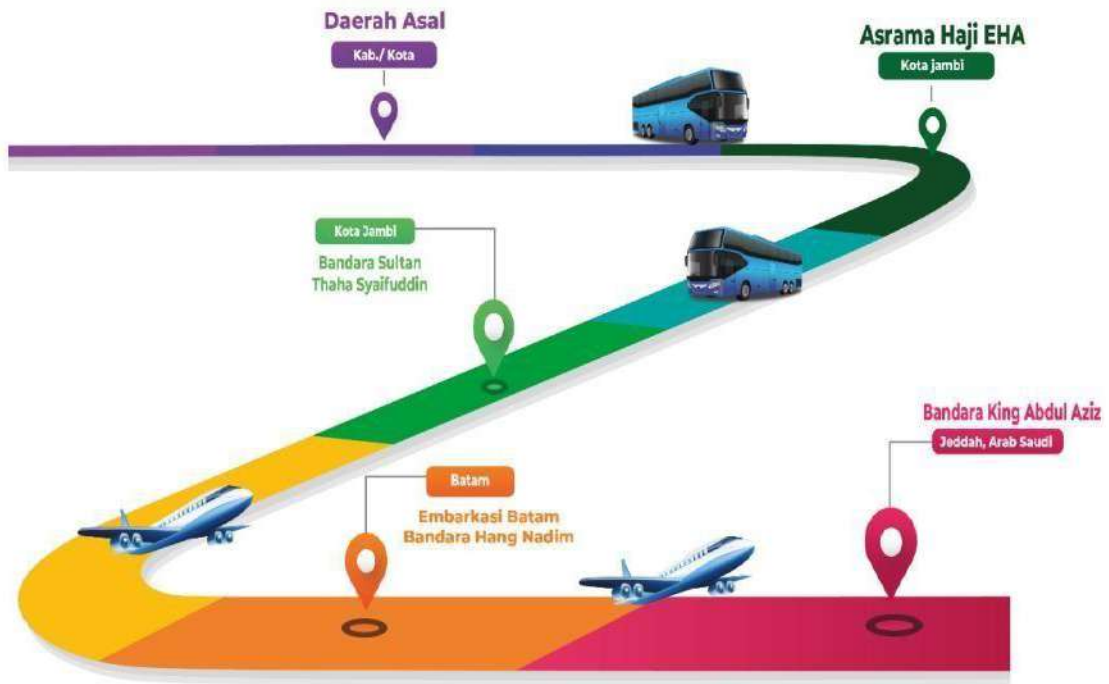 Daerah Asal
Kab./ Kota
Asrama Haji EHA
Kota jambi
Kota Jambi
Bandara Sultan
Thaha Syaifuddin
Bandara King Abdul Aziz
Jeddah, Arab Saudi
Batam
Embarkasi Batam
Bandara Hang Nadim